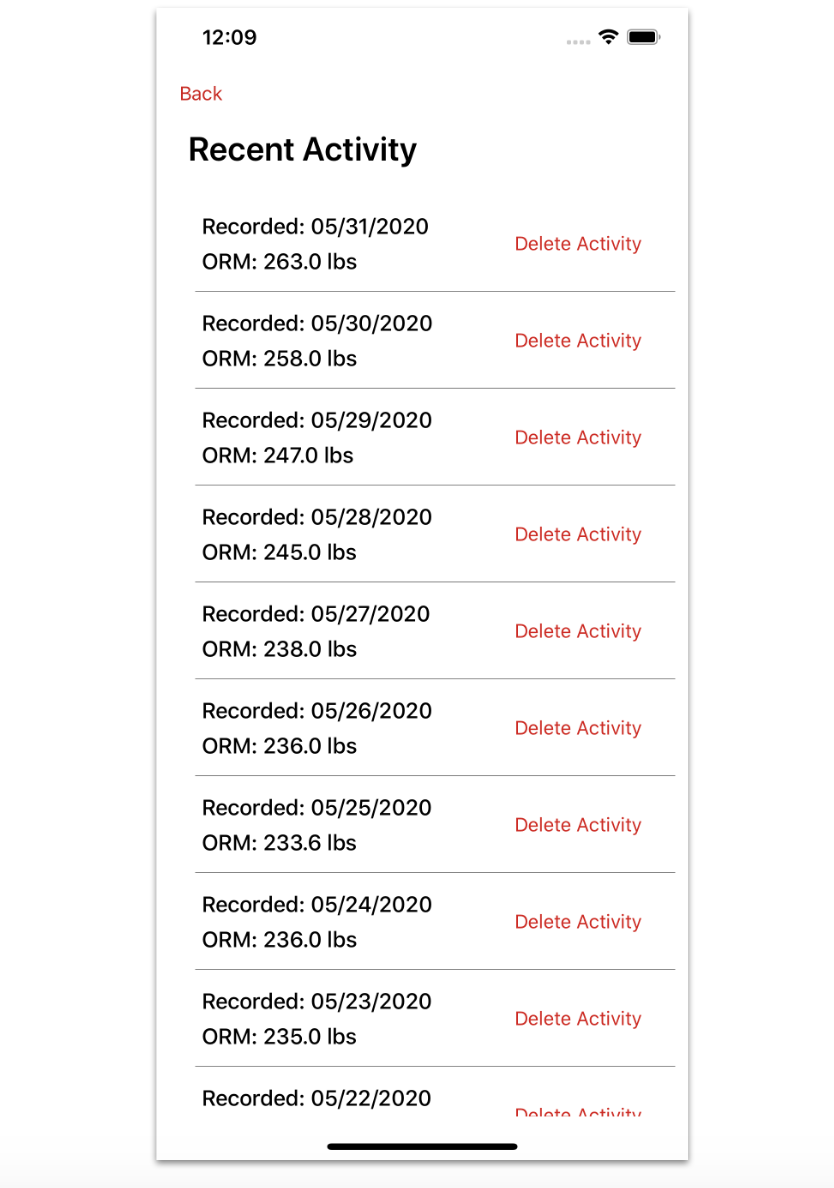 12:09
Back
Recent Activity
Recorded: 05/31/2020
ORM: 263.0 lbs
Delete Activity
Recorded: 05/30/2020
ORM: 258.0 lbs
Delete Activity
Recorded: 05/29/2020
ORM: 247.0 lbs
Delete Activity
Recorded: 05/28/2020
ORM: 245.0 lbs
Delete Activity
Recorded: 05/27/2020
ORM: 238.0 lbs
Delete Activity
Recorded: 05/26/2020
ORM: 236.0 lbs
Delete Activity
Recorded: 05/25/2020
ORM: 233.6 lbs
Delete Activity
Recorded: 05/24/2020
ORM: 236.0 lbs
Delete Activity
Recorded: 05/23/2020
ORM: 235.0 lbs
Delete Activity
Recorded: 05/22/2020
Delete Activity